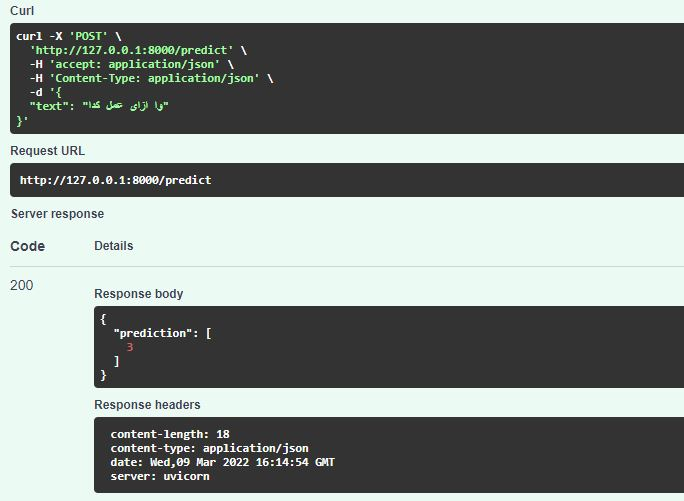 Curl
curl -X 'POST' \
'http://127.0.0.1:8000/predict' \
-H 'accept: application/json' \
-H 'Content-Type: application/json' \
-d '{
"text": "وا ازاى عمل كدا"
}'
Request URL
http://127.0.0.1:8000/predict
Server response
Code Details
200
Response body
{
"prediction": [
3
]
}
Response headers
content-length: 18
content-type: application/json
date: Wed,09 Mar 2022 16:14:54 GMT
server: uvicorn